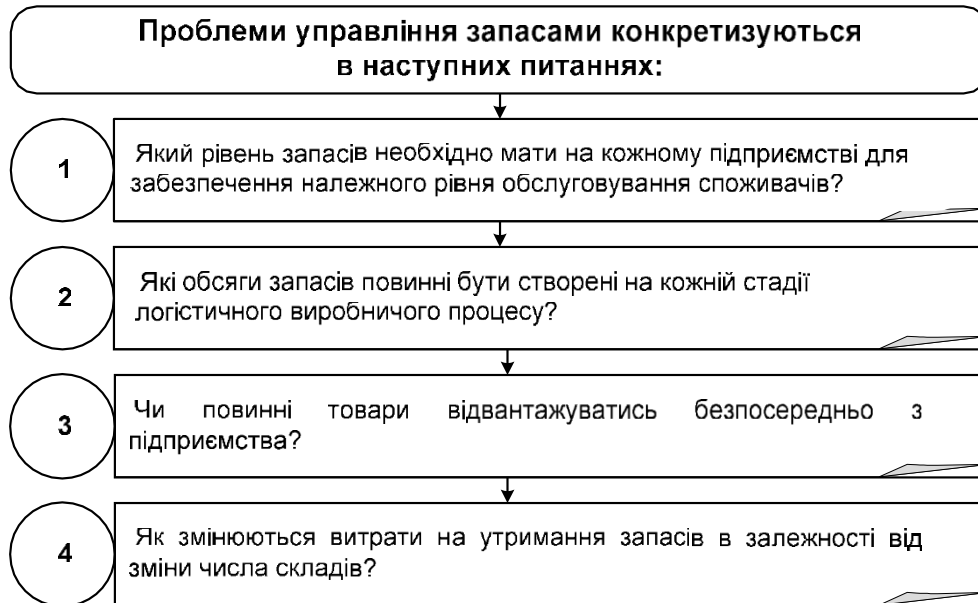 Проблеми управління запасами конкретизуються
в наступних питаннях:
1
Який рівень запасів необхідно мати на кожному підприємстві для
забезпечення належного рівня обслуговування споживачів?
2
Які обсяги запасів повинні бути створені на кожній стадії
логістичного виробничого процесу?
3
Чи повинні товари відвантажуватись безпосередньо з
підприємства?
4
Як змінюються витрати на утримання запасів в залежності від
зміни числа складів?